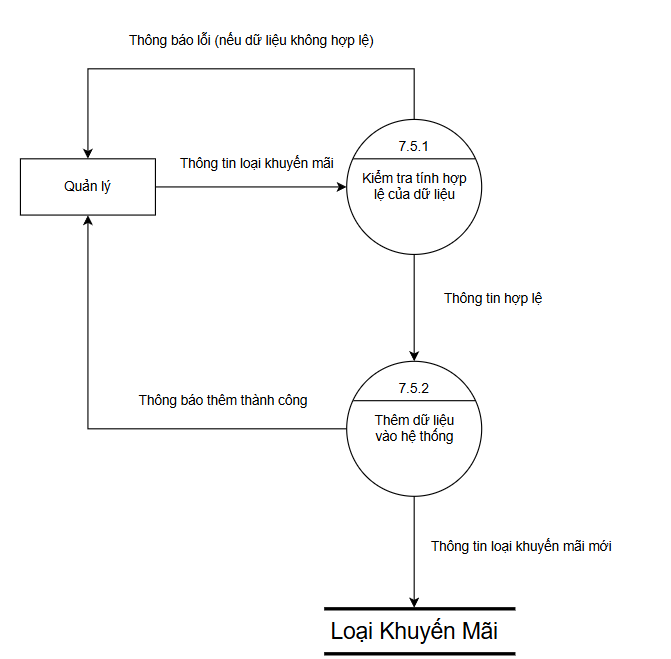 Thông báo lỗi (nếu dữ liệu không hợp lệ)
7.5.1
Thông tin loại khuyến mãi
Quản lý
Kiểm tra tính hợp
lệ của dữ liệu
Thông tin hợp lệ
7.5.2
Thông báo thêm thành công
Thêm dữ liệu
vào hệ thống
Thông tin loại khuyến mãi mới
Loại Khuyến Mãi